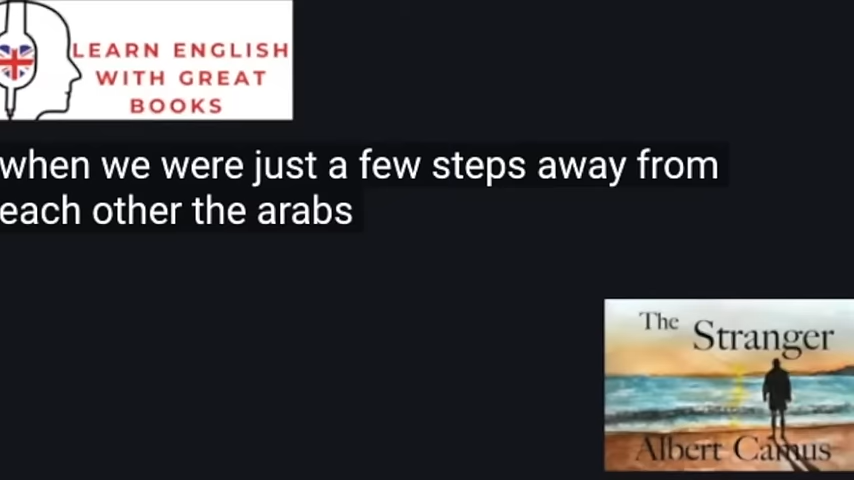 LEARN ENGLISH
WITH GREAT
BOOKS
when we were just a few steps away from
each other the arabs
The Stranger
Albert Camus